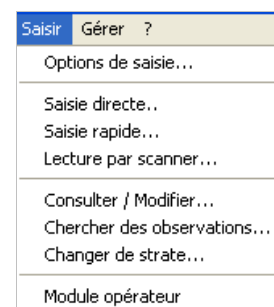 Saisir Gérer ?
Options de saisie...
Saisie directe..
Saisie rapide...
Lecture par scanner...
Consulter / Modifier...
Chercher des observations...
Changer de strate...
Module opérateur